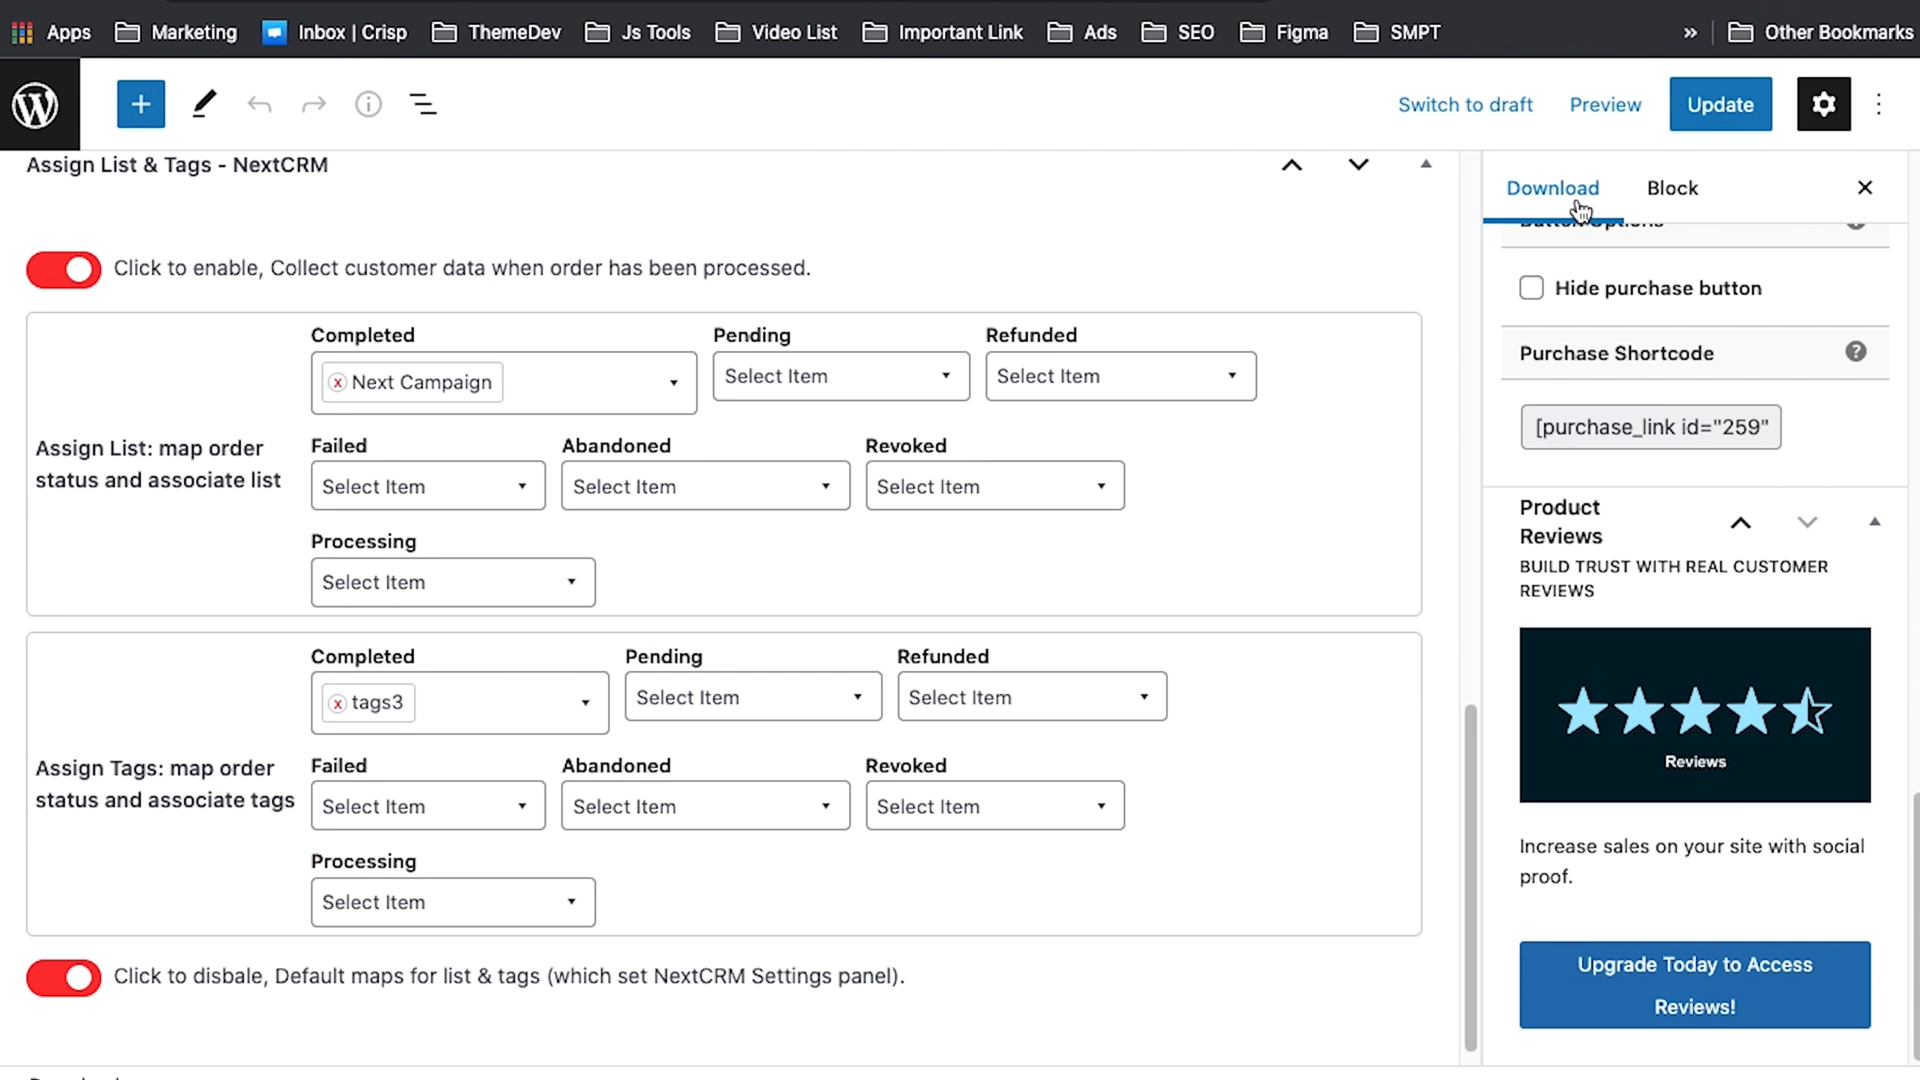 Apps Marketing Inbox | Crisp ThemeDev Js Tools Video List Important Link Ads SEO Figma SMPT » Other Bookmarks
Switch to draft Preview Update
Assign List & Tags - NextCRM
Click to enable, Collect customer data when order has been processed.
Completed Pending Refunded
x Next Campaign Select Item Select Item
Assign List: map order
status and associate list
Failed Abandoned Revoked
Select Item Select Item Select Item
Processing
Select Item
Completed Pending Refunded
x tags3 Select Item Select Item
Assign Tags: map order
status and associate tags
Failed Abandoned Revoked
Select Item Select Item Select Item
Processing
Select Item
Click to disbale, Default maps for list & tags (which set NextCRM Settings panel).
Download Block
Button Options
Hide purchase button
Purchase Shortcode
[purchase_link id="259"
Product
Reviews
BUILD TRUST WITH REAL CUSTOMER
REVIEWS
Reviews
Increase sales on your site with social
proof.
Upgrade Today to Access
Reviews!